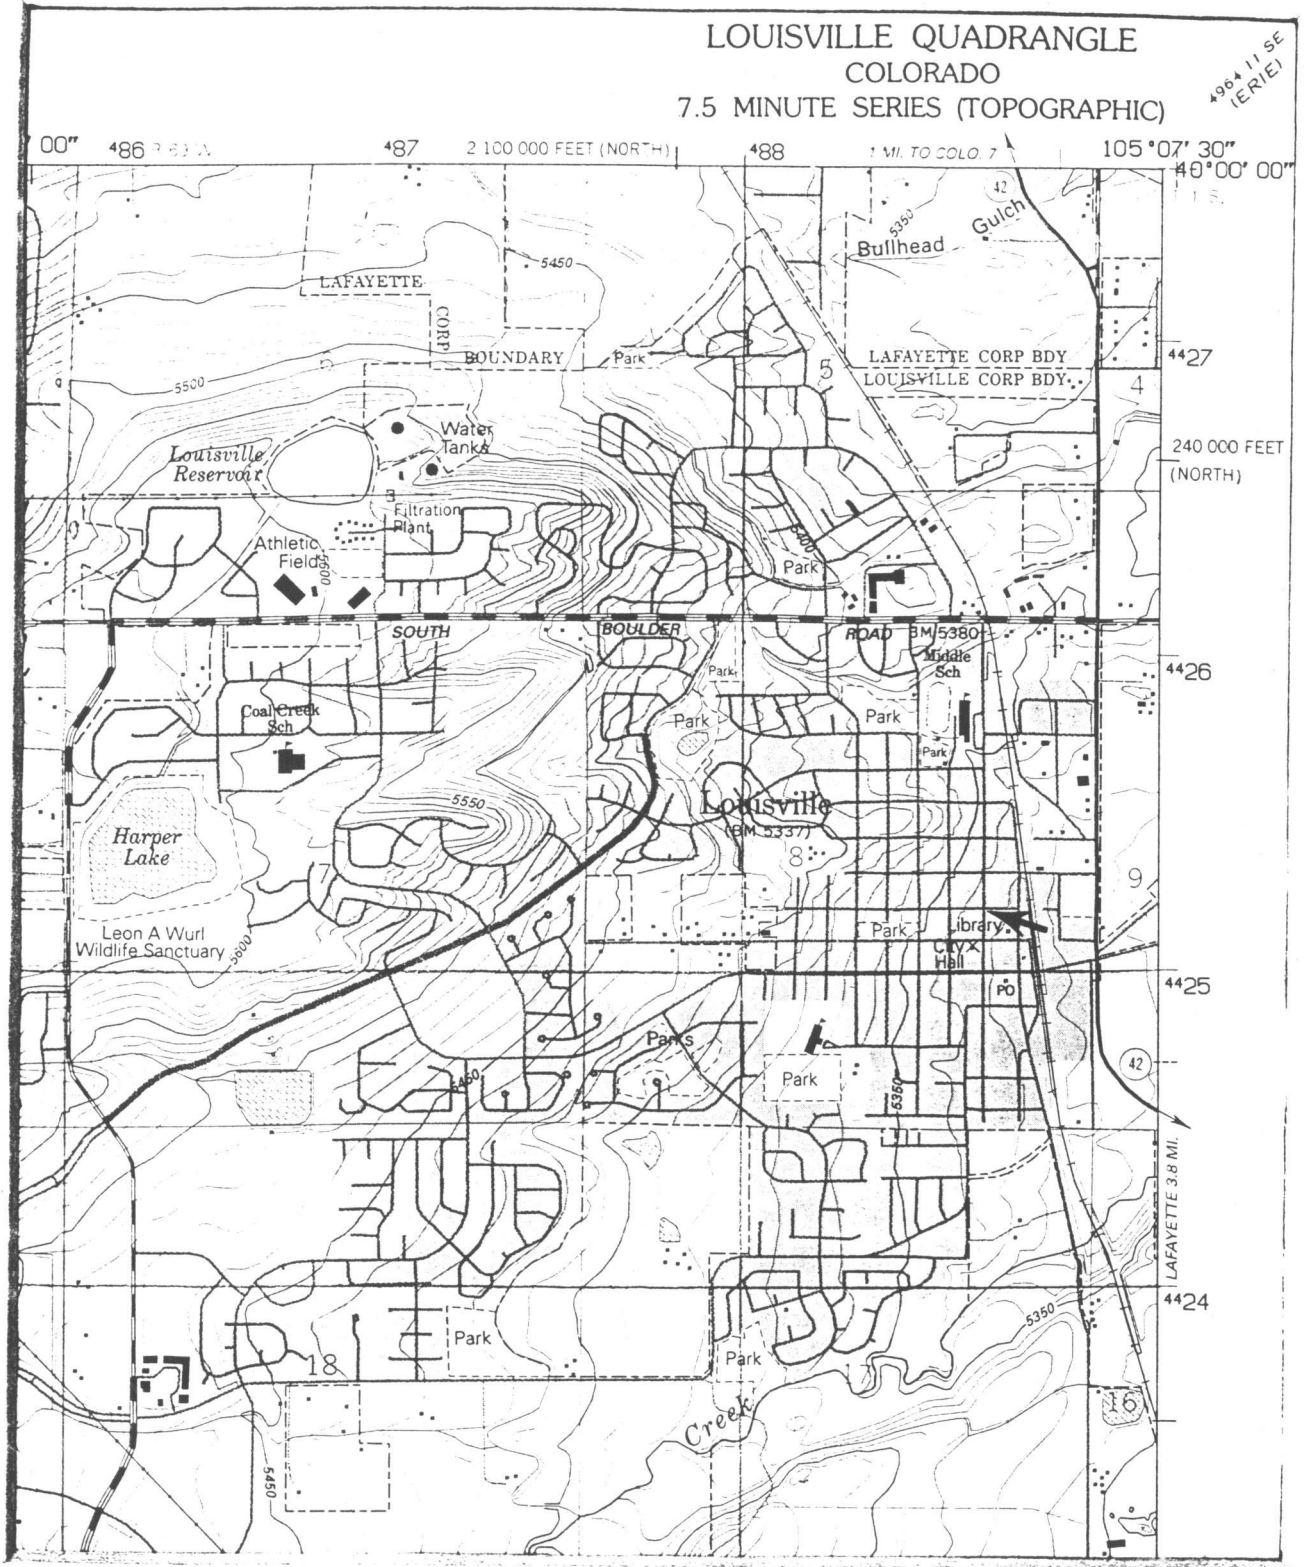 LOUISVILLE QUADRANGLE
COLORADO
7.5 MINUTE SERIES (TOPOGRAPHIC)
4964 II SE
(ERIE)
00"
486
487
2 100 000 FEET (NORTH)
488
1 MI. TO COLO. 7
105°07'30"
40°00'00"
42
Gulch
5350
Bullhead
5450
LAFAYETTE
CORP
BOUNDARY
Park
LAFAYETTE CORP BDY
LOUISVILLE CORP BDY
4427
5
4
5500
Water
Tanks
Louisville
Reservoir
240 000 FEET
(NORTH)
Filtration
Plant
Athletic
Field
5600
5400
Park
SOUTH
BOULDER
ROAD
BM 5380
Middle
Sch
4426
Park
Coal Creek
Sch
Park
Park
Park
5550
Louisville
(BM 5337)
Harper
Lake
8
9
Leon A Wurl
Wildlife Sanctuary
5600
Park
Library
City
Hall
4425
PO
Parks
42
5450
Park
5350
LAFAYETTE 3.8 MI.
4424
5350
Park
Park
18
16
Creek
5450